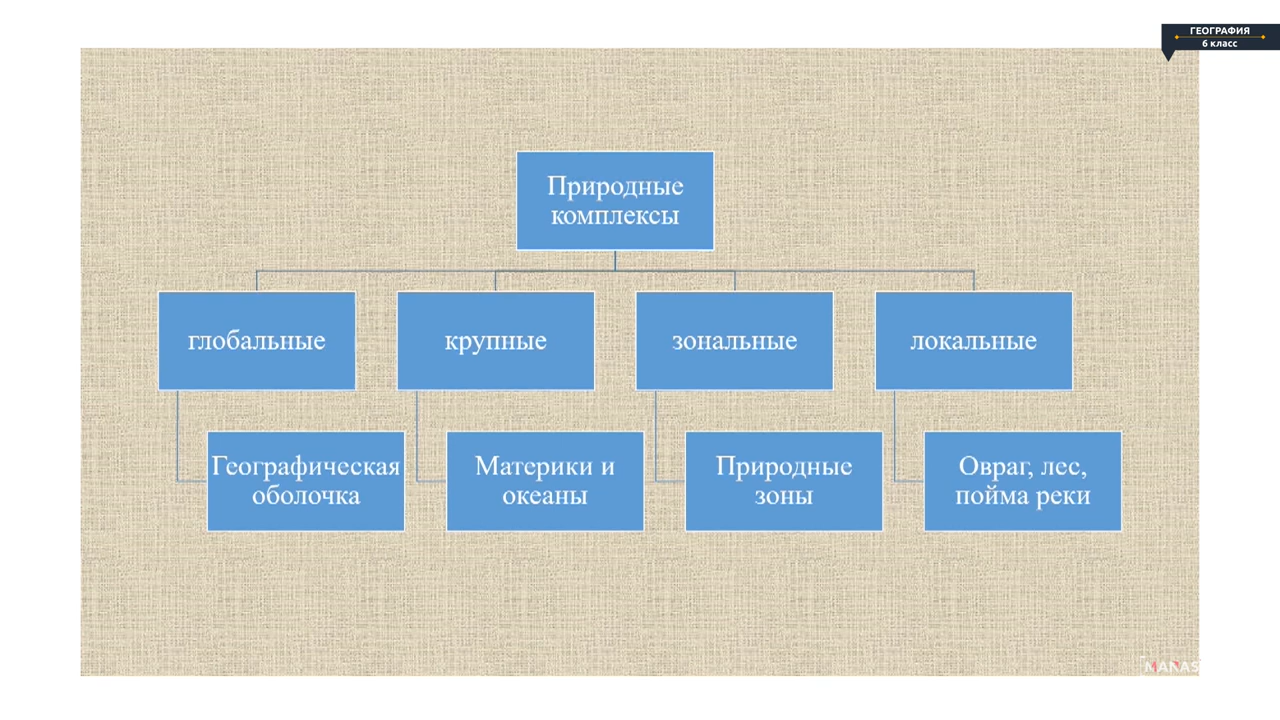 ГЕОГРАФИЯ
6 класс
Природные
комплексы
глобальные
крупные
зональные
локальные
Географическая
оболочка
Материки и
океаны
Природные
зоны
Овраг, лес,
пойма реки
MANAS